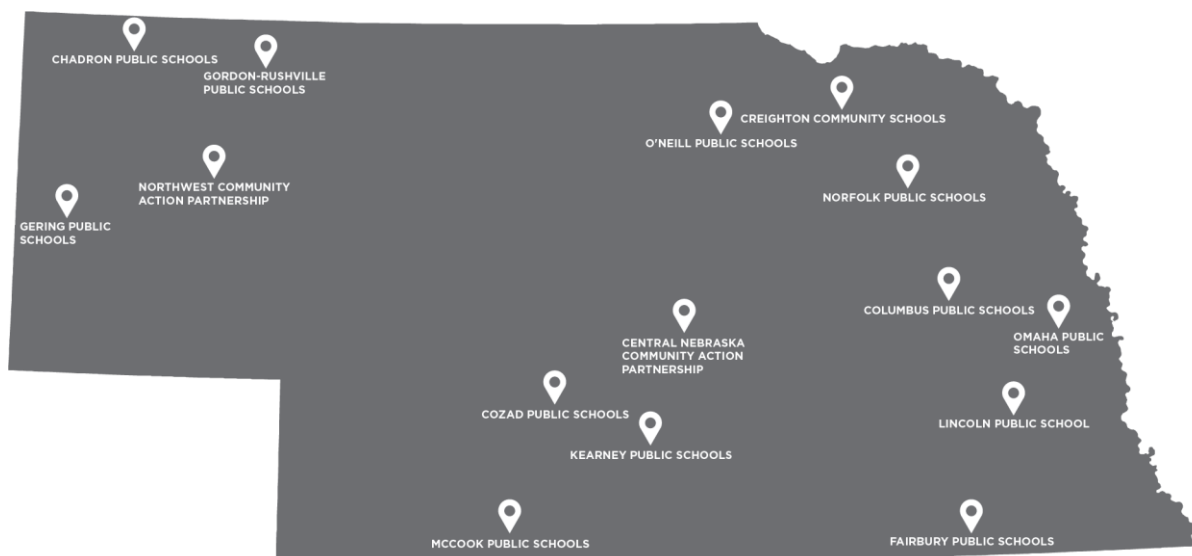 CHADRON PUBLIC SCHOOLS
GORDON-RUSHVILLE
PUBLIC SCHOOLS
CREIGHTON COMMUNITY SCHOOLS
O'NEILL PUBLIC SCHOOLS
NORTHWEST COMMUNITY
ACTION PARTNERSHIP
NORFOLK PUBLIC SCHOOLS
GERING PUBLIC
SCHOOLS
COLUMBUS PUBLIC SCHOOLS
OMAHA PUBLIC
SCHOOLS
CENTRAL NEBRASKA
COMMUNITY ACTION
PARTNERSHIP
COZAD PUBLIC SCHOOLS
LINCOLN PUBLIC SCHOOL
KEARNEY PUBLIC SCHOOLS
MCCOOK PUBLIC SCHOOLS
FAIRBURY PUBLIC SCHOOLS